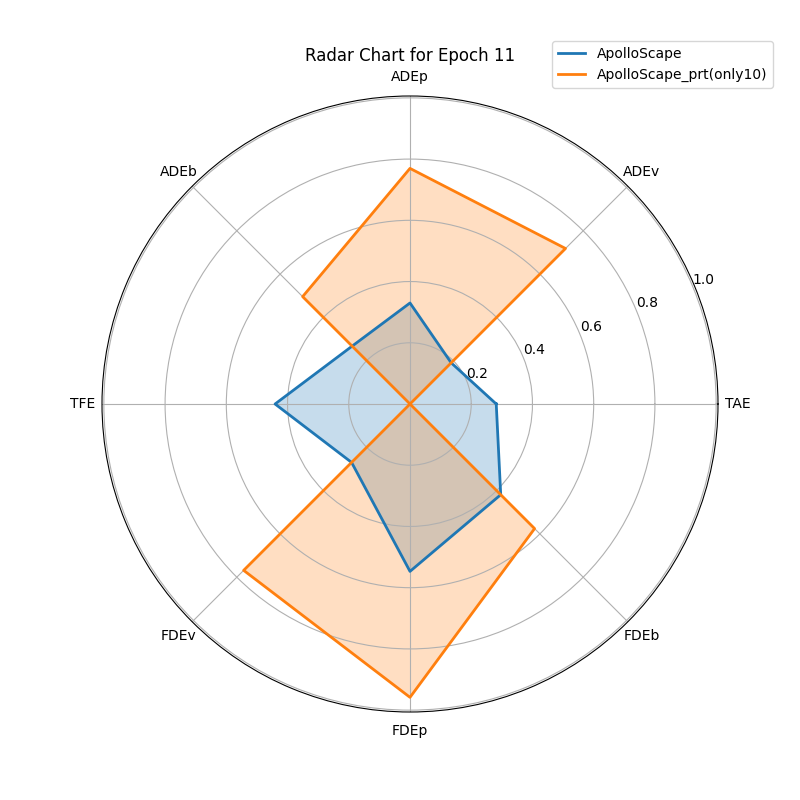 Radar Chart for Epoch 11
ApolloScape
ApolloScape_prt(only10)
ADEp
ADEb
ADEv
1.0
0.8
0.6
0.4
0.2
TFE
TAE
FDEv
FDEb
FDEp